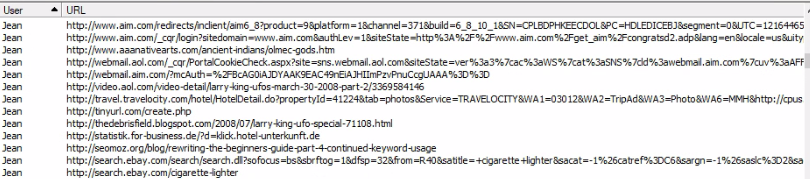 User URL
Jean http://www.aim.com/redirects/inclient/aim6_8?product=9&platform=1&channel=371&build=6_8_10_1&SN=CPLBDPHKEECDOL&PC=HDLEDICEBJ&segment=0&UTC=12164465
Jean http://www.aim.com/_cqr/login?sitedomain=www.aim.com&authLev=1&siteState=http%3A%2F%2Fwww.aim.com%2Fget_aim%2Fcongratsd2.adp&lang=en&locale=us&uity
Jean http://www.aaanativearts.com/ancient-indians/olmec-gods.htm
Jean http://webmail.aol.com/_cqr/PortalCookieCheck.aspx?site=sns.webmail.aol.com&siteState=ver%3a3%7cac%3aWS%7cat%3aSNS%7cld%3awebmail.aim.com%7cuv%3aAFF
Jean http://webmail.aim.com/?mcAuth=%2FBcAG0iAJDYAAK9EAC49nEiAJHIImPzvPnuCcgUAAA%3D%3D
Jean http://video.aol.com/video-detail/larry-king-ufos-march-30-2008-part-2/3369584146
Jean http://travel.travelocity.com/hotel/HotelDetail.do?propertyId=41224&tab=photos&Service=TRAVELOCITY&WA1=03012&WA2=TripAd&WA3=Photo&WA6=MMH&http://cpus
Jean http://tinyurl.com/create.php
Jean http://thedebrisfield.blogspot.com/2008/07/larry-king-ufo-special-71108.html
Jean http://statistik.for-business.de/?d=klick.hotel-unterkunft.de
Jean http://seomoz.org/blog/rewriting-the-beginners-guide-part-4-continued-keyword-usage
Jean http://search.ebay.com/search/search.dll?sofocus=bs&sbrftog=1&dfsp=32&from=R40&satitle=+cigarette+lighter&sacat=-1%26catref%3DC6&sargn=-1%26saslc%3D2&sa
Jean http://search.ebay.com/cigarette-lighter